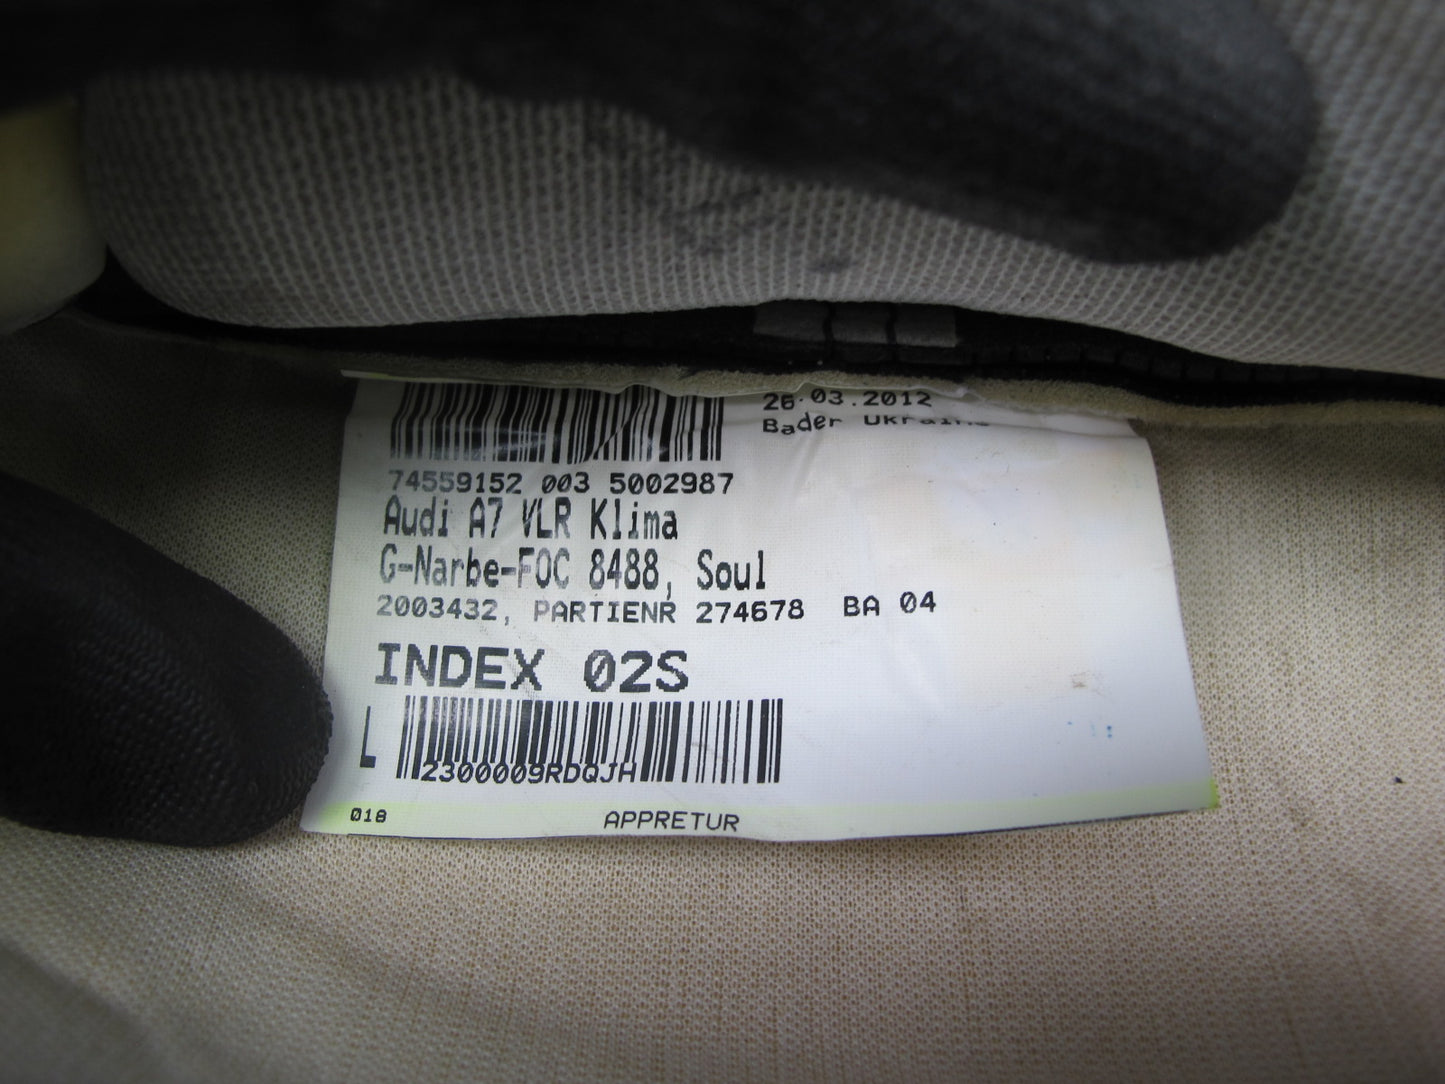 26.03.2012
Bader Ukraine
74559152 003 5002987
Audi A7 VLR Klima
G-Narbe-FOC 8488, Soul
2003432, PARTIENR 274678 BA 04
INDEX 02S
L
2300009RDQJH
018
APPRETUR